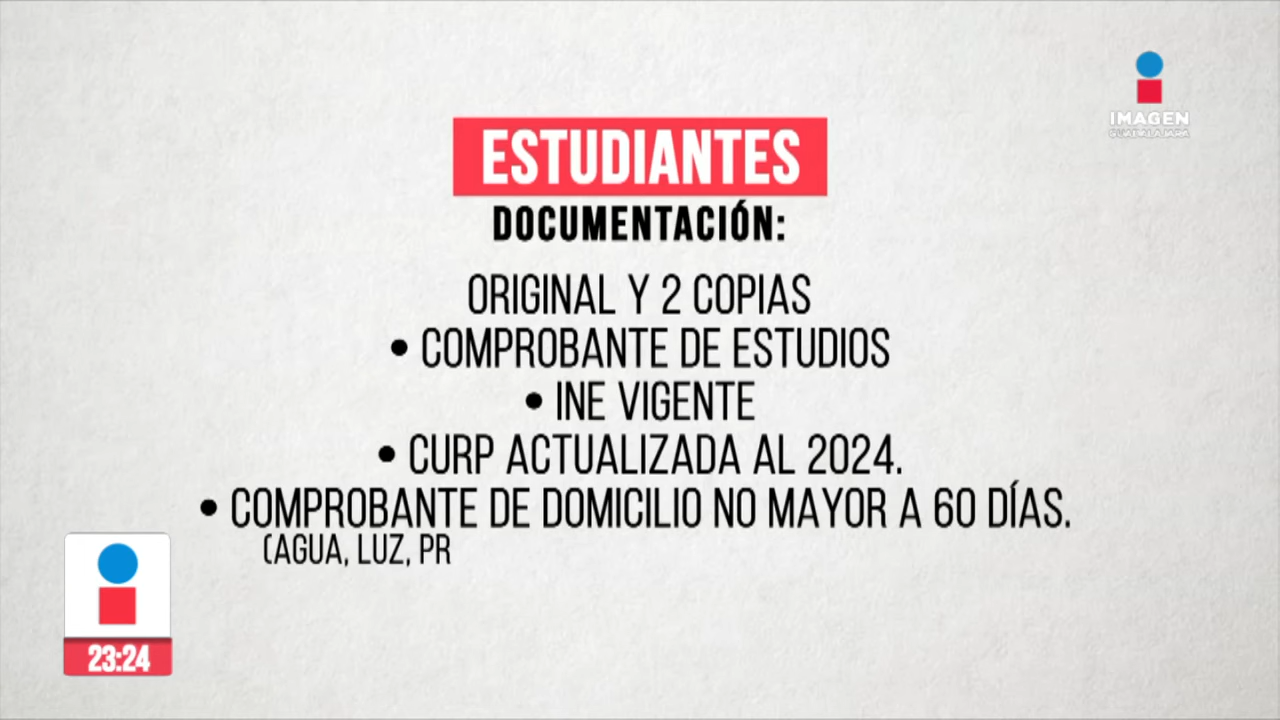 IMAGEN
GUADALAJARA
ESTUDIANTES
DOCUMENTACIÓN:
ORIGINAL Y 2 COPIAS
• COMPROBANTE DE ESTUDIOS
• INE VIGENTE
• CURP ACTUALIZADA AL 2024.
• COMPROBANTE DE DOMICILIO NO MAYOR A 60 DÍAS.
(AGUA, LUZ, PR
23:24